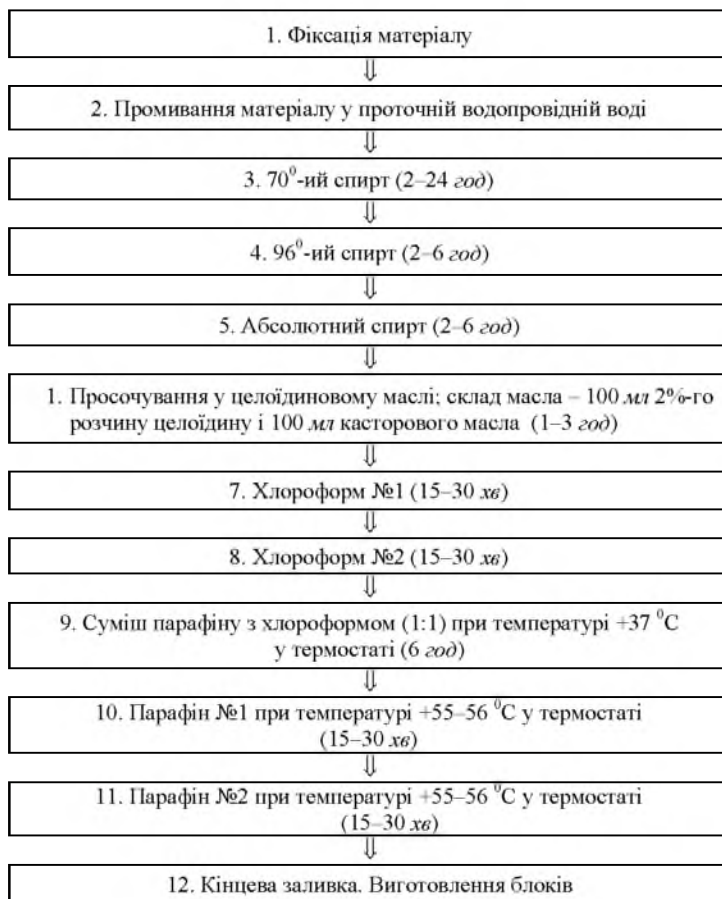 1. Фіксація матеріалу
⇓
2. Промивання матеріалу у проточній водопровідній воді
⇓
3. 70⁰-ий спирт (2–24 год)
⇓
4. 96⁰-ий спирт (2–6 год)
⇓
5. Абсолютний спирт (2–6 год)
⇓
1. Просочування у целоїдиновому маслі; склад масла – 100 мл 2%-го
розчину целоїдину і 100 мл касторового масла (1–3 год)
⇓
7. Хлороформ №1 (15–30 хв)
⇓
8. Хлороформ №2 (15–30 хв)
⇓
9. Суміш парафіну з хлороформом (1:1) при температурі +37 ⁰С
у термостаті (6 год)
⇓
10. Парафін №1 при температурі +55–56 ⁰С у термостаті
(15–30 хв)
⇓
11. Парафін №2 при температурі +55–56 ⁰С у термостаті
(15–30 хв)
⇓
12. Кінцева заливка. Виготовлення блоків